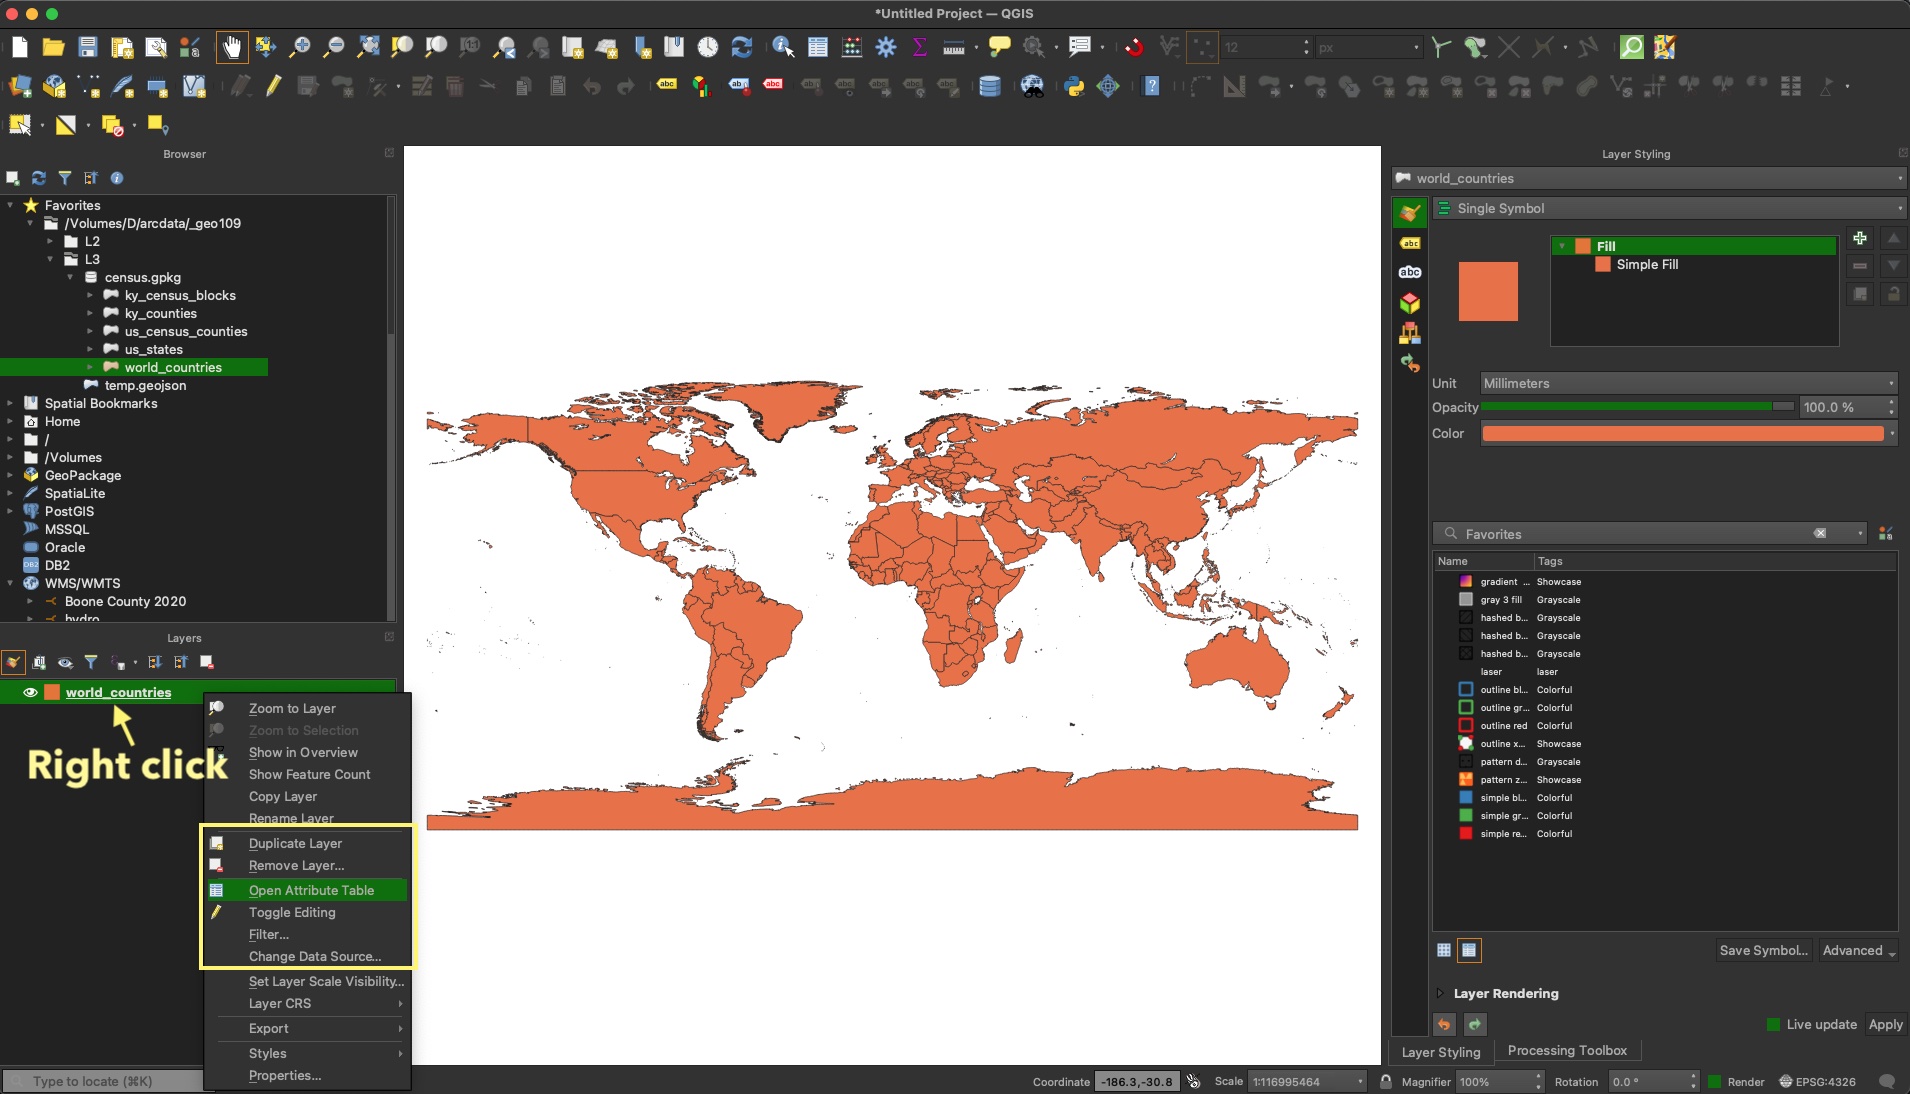 *Untitled Project — QGIS
12
px
abc
abc
abc
Browser
Favorites
/Volumes/D/arcdata/_geo109
L2
L3
census.gpkg
ky_census_blocks
ky_counties
us_census_counties
us_states
world_countries
temp.geojson
Spatial Bookmarks
Home
/
/Volumes
GeoPackage
SpatiaLite
PostGIS
MSSQL
Oracle
DB2
DB2
WMS/WMTS
Boone County 2020
hydro
Layers
world_countries
Right click
Zoom to Layer
Zoom to Selection
Show in Overview
Show Feature Count
Copy Layer
Rename Layer
Duplicate Layer
Remove Layer...
Open Attribute Table
Toggle Editing
Filter...
Change Data Source...
Set Layer Scale Visibility...
Layer CRS
Export
Styles
Properties...
Type to locate (⌘K)
Layer Styling
world_countries
Single Symbol
abc
abc
Fill
Simple Fill
Unit Millimeters
Opacity 100.0 %
Color
Favorites
Name Tags
gradient ... Showcase
gray 3 fill Grayscale
hashed b... Grayscale
hashed b... Grayscale
hashed b... Grayscale
laser laser
outline bl... Colorful
outline gr... Colorful
outline red Colorful
outline x... Showcase
pattern d... Grayscale
pattern z... Showcase
simple bl... Colorful
simple gr... Colorful
simple re... Colorful
Save Symbol... Advanced
Layer Rendering
Live update Apply
Layer Styling Processing Toolbox
Coordinate -186.3,-30.8 Scale 1:116995464 Magnifier 100% Rotation 0.0 ° Render EPSG:4326